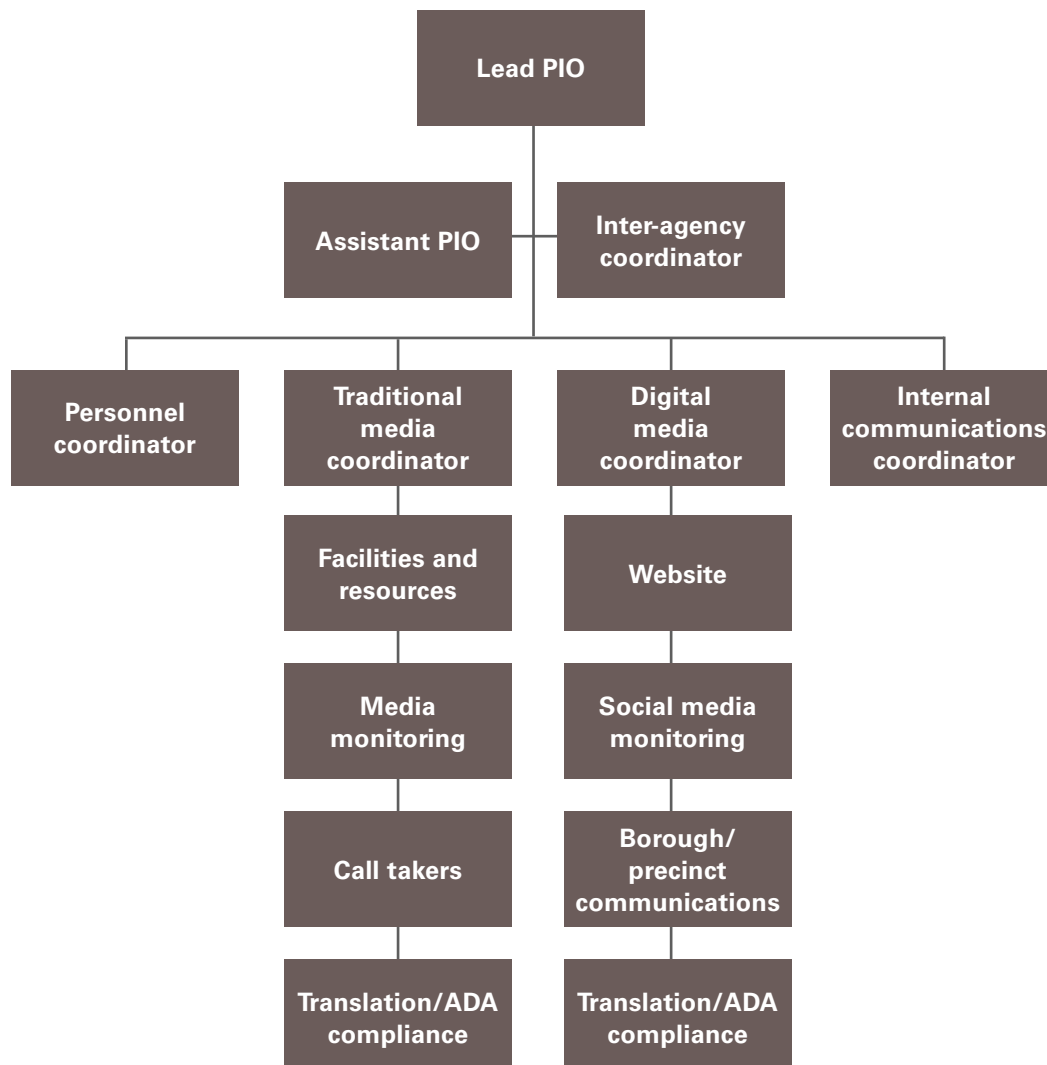 Lead PIO
Assistant PIO
Inter-agency
coordinator
Personnel
coordinator
Traditional
media
coordinator
Digital
media
coordinator
Internal
communications
coordinator
Facilities and
resources
Website
Media
monitoring
Social media
monitoring
Call takers
Borough/
precinct
communications
Translation/ADA
compliance
Translation/ADA
compliance